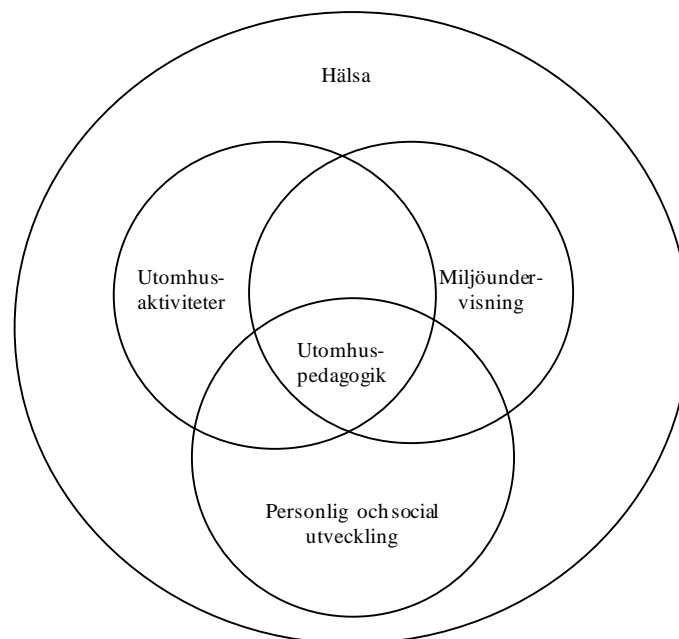 Hälsa
Utomhus-
aktiviteter
Miljöunder-
visning
Utomhus-
pedagogik
Personlig och social
utveckling